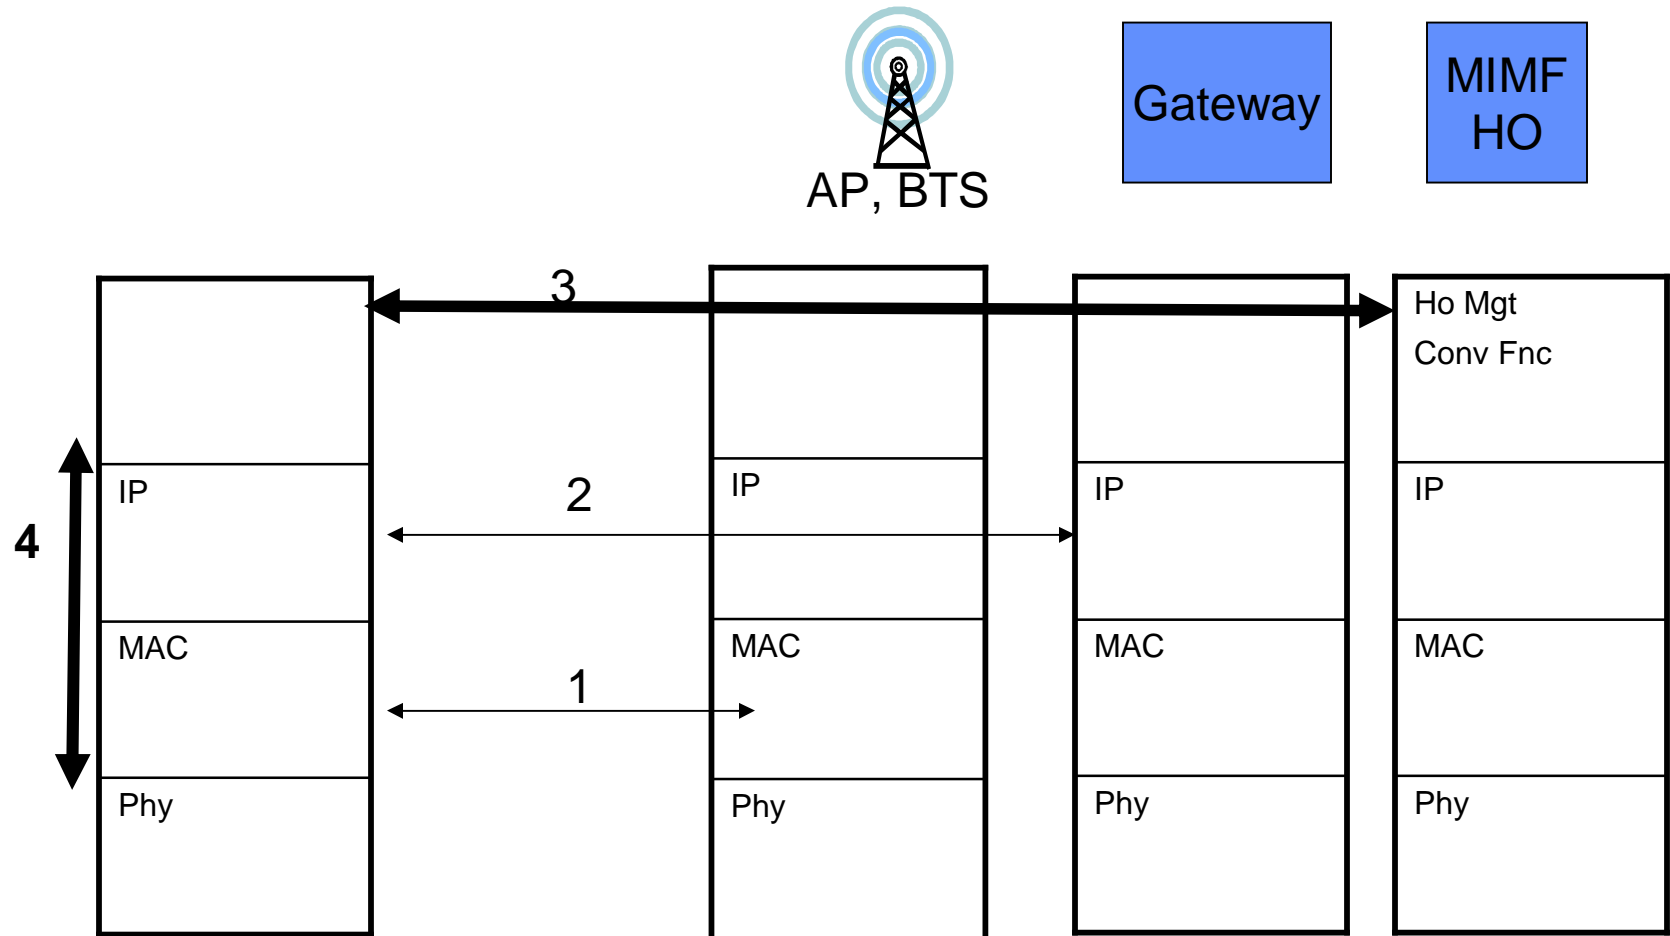 Gateway
MIMF
HO
AP, BTS
3
Ho Mgt
Conv Fnc
IP
2
IP
IP
IP
4
MAC
1
MAC
MAC
MAC
Phy
Phy
Phy
Phy